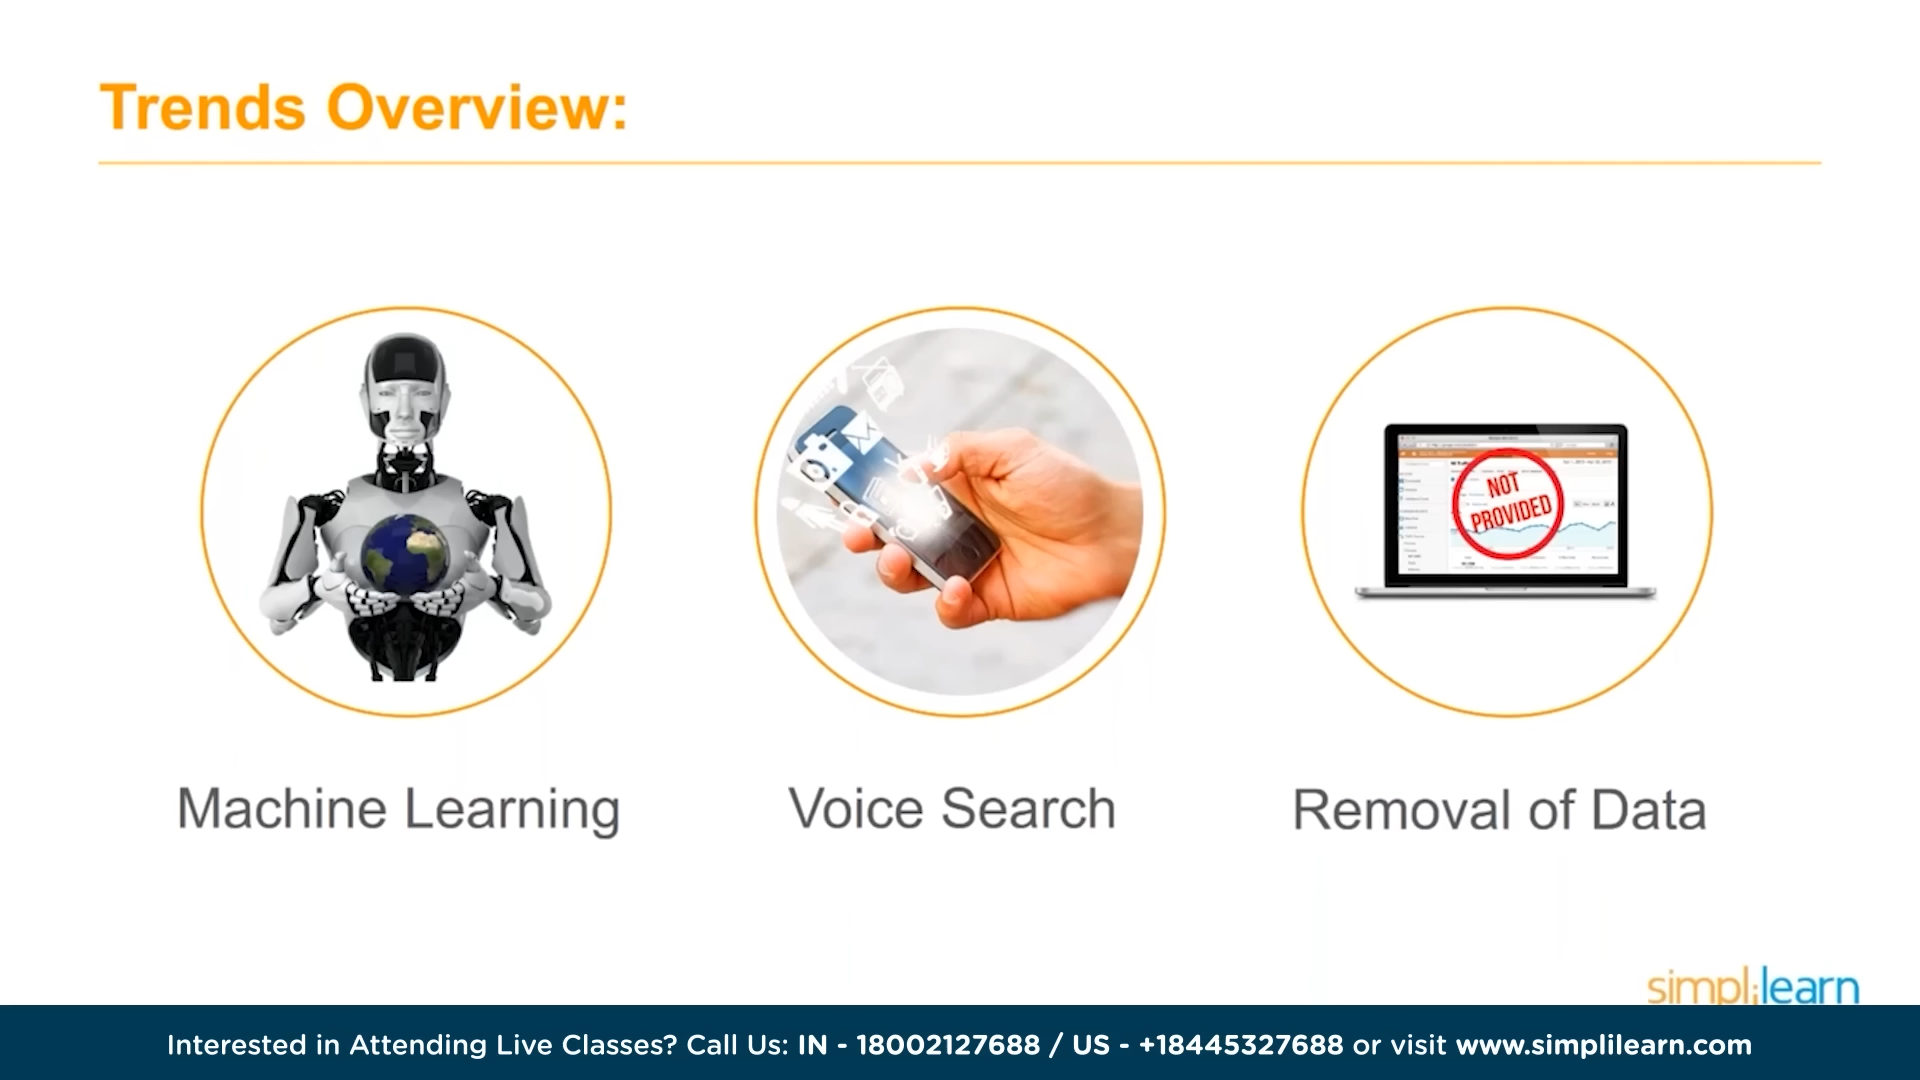 Trends Overview:
NOT
PROVIDED
Machine Learning
Voice Search
Removal of Data
simplilearn
Interested in Attending Live Classes? Call Us: IN - 18002127688 / US - +18445327688 or visit www.simplilearn.com